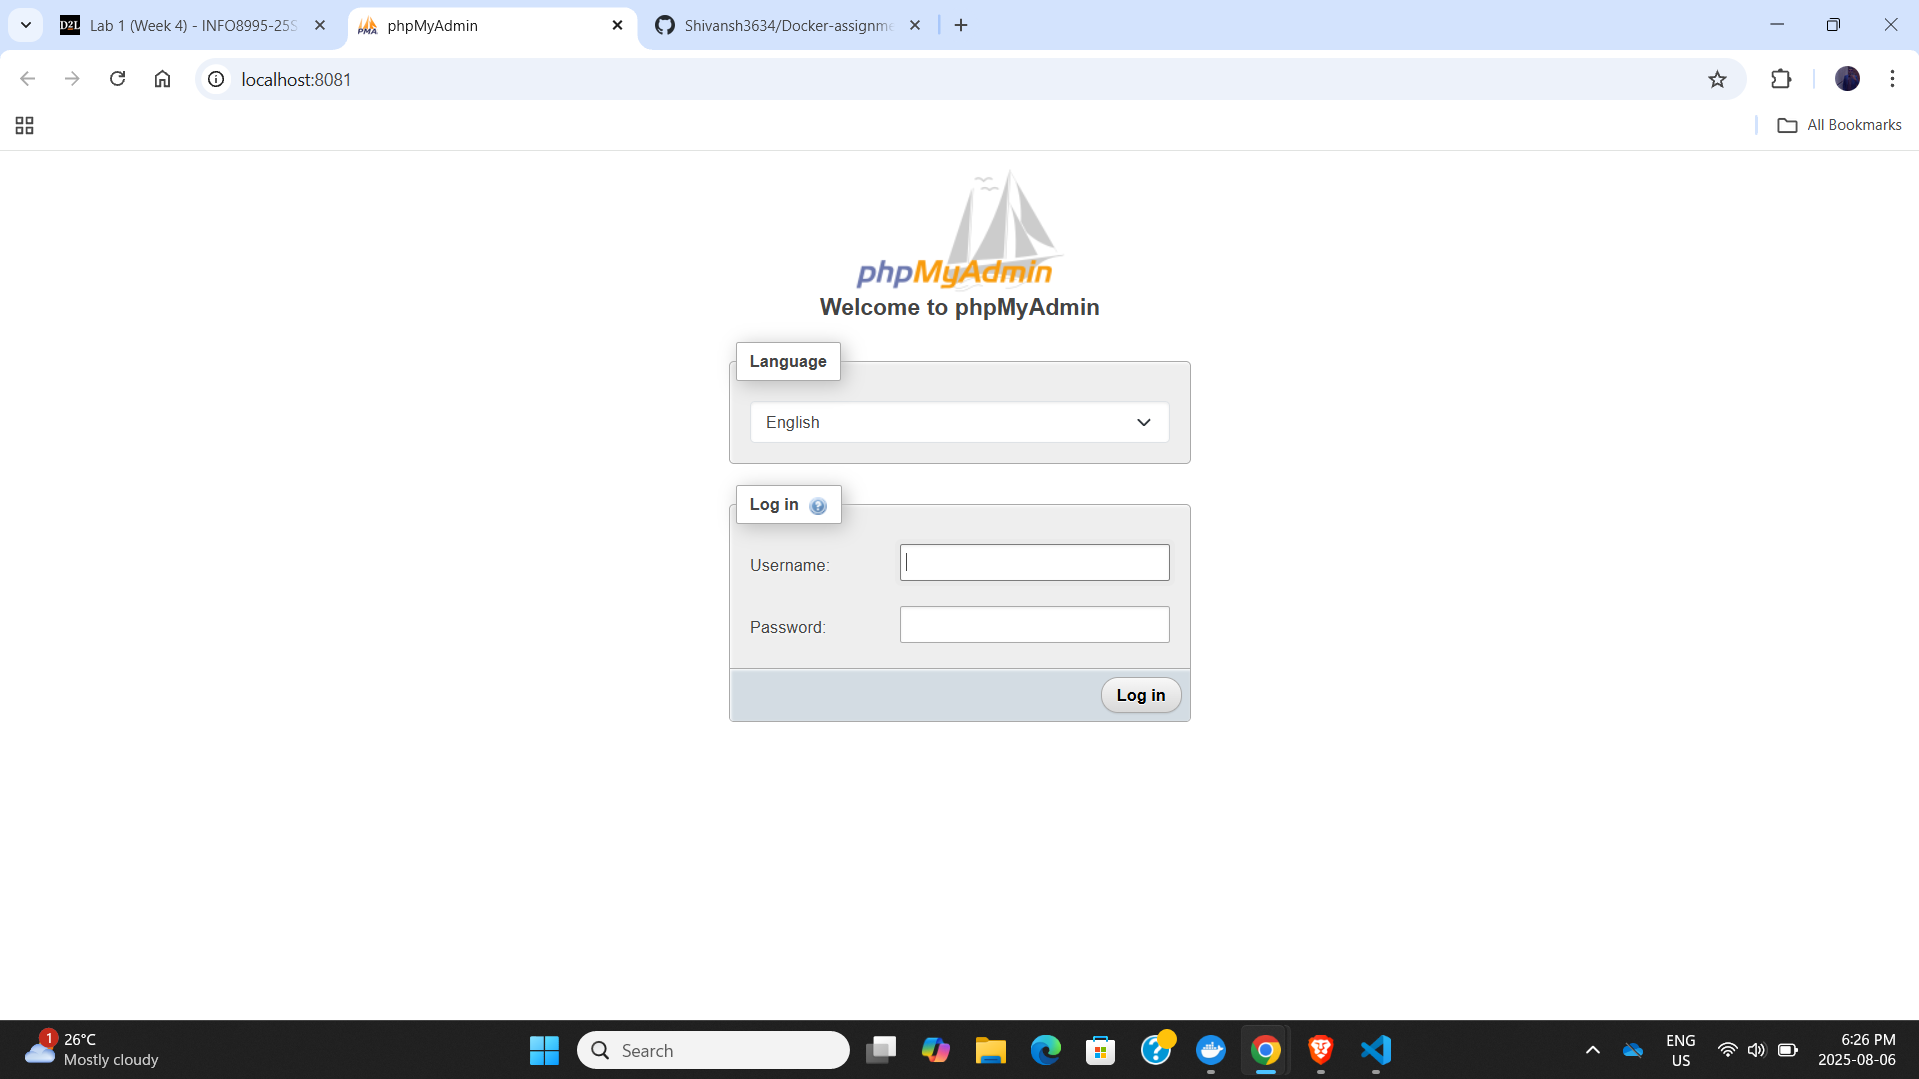 D2L Lab 1 (Week 4) - INFO8995-25S
PMA phpMyAdmin
Shivansh3634/Docker-assignme
localhost:8081
All Bookmarks
phpMyAdmin
Welcome to phpMyAdmin
Language
English
Log in ?
Username:
Password:
Log in
1
26°C
Mostly cloudy
Search
ENG
US
6:26 PM
2025-08-06